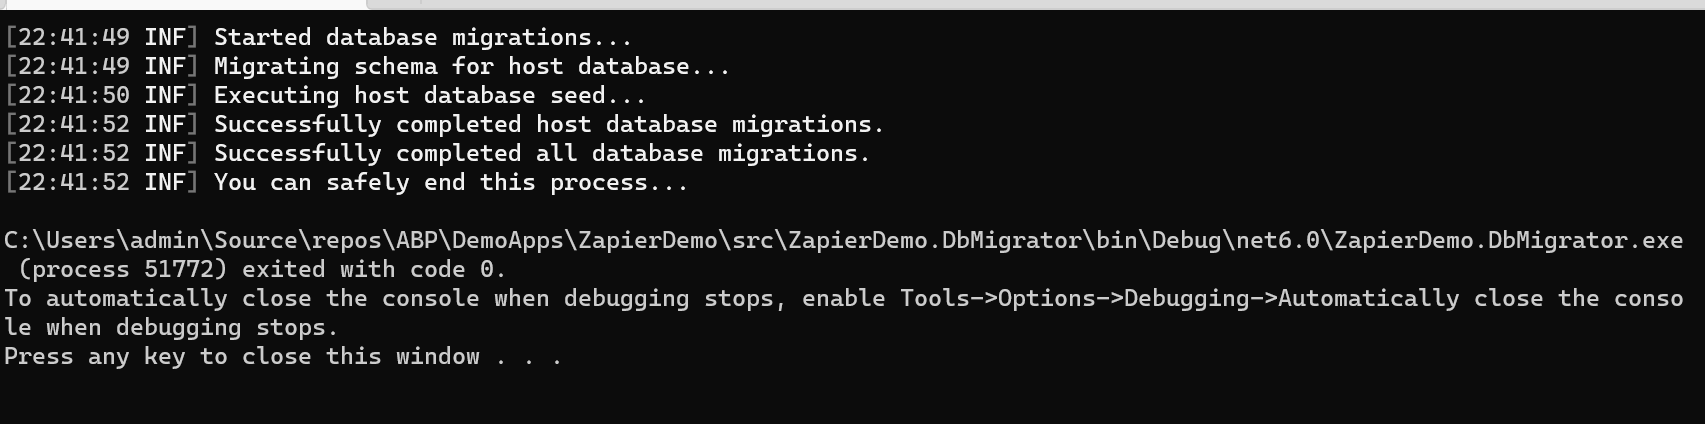 [22:41:49 INF] Started database migrations...
[22:41:49 INF] Migrating schema for host database...
[22:41:50 INF] Executing host database seed...
[22:41:52 INF] Successfully completed host database migrations.
[22:41:52 INF] Successfully completed all database migrations.
[22:41:52 INF] You can safely end this process...
C:\Users\admin\Source\repos\ABP\DemoApps\ZapierDemo\src\ZapierDemo.DbMigrator\bin\Debug\net6.0\ZapierDemo.DbMigrator.exe
 (process 51772) exited with code 0.
To automatically close the console when debugging stops, enable Tools->Options->Debugging->Automatically close the conso
le when debugging stops.
Press any key to close this window . . .